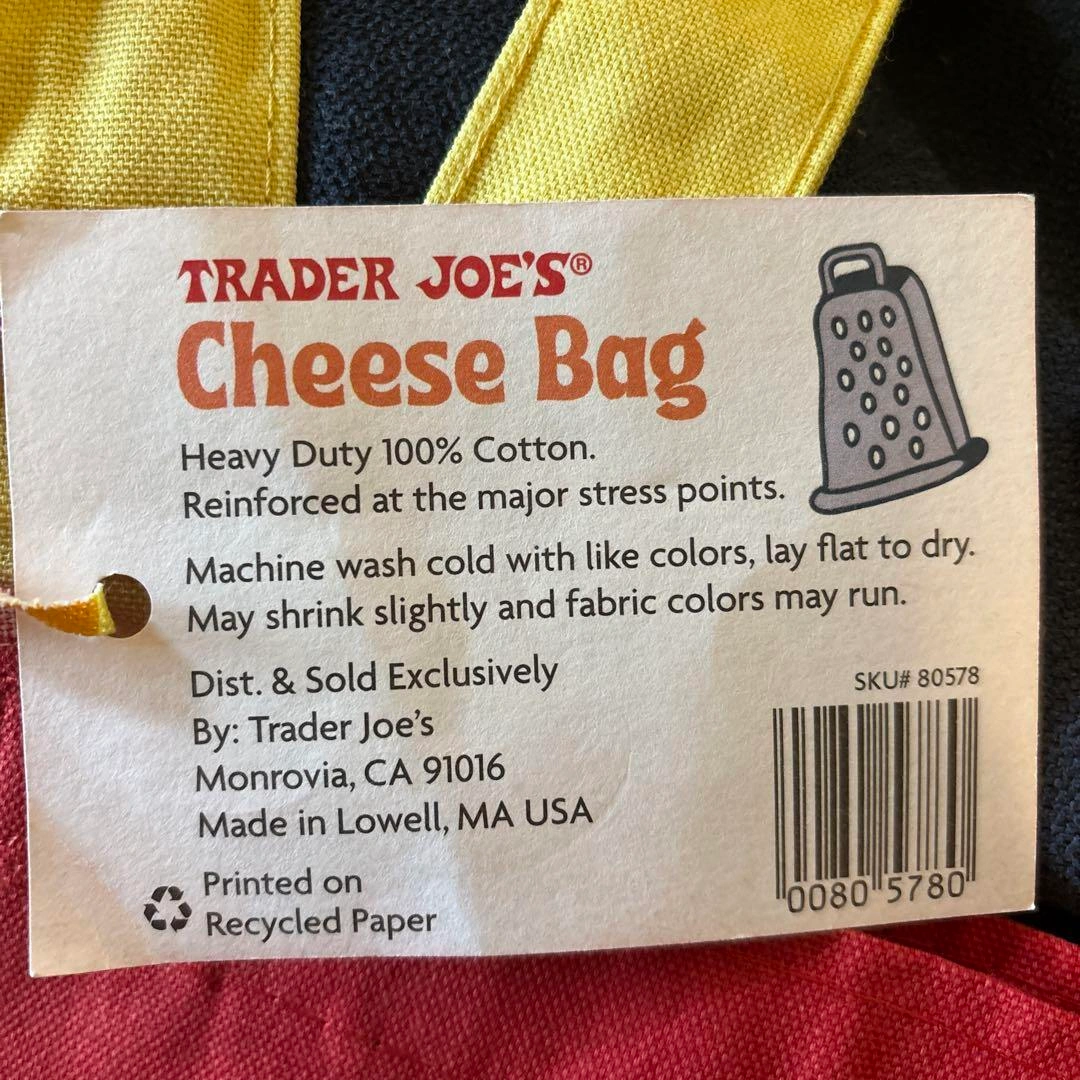 TRADER JOE'S®
Cheese Bag
Heavy Duty 100% Cotton.
Reinforced at the major stress points.
Machine wash cold with like colors, lay flat to dry.
May shrink slightly and fabric colors may run.
Dist. & Sold Exclusively
By: Trader Joe's
Monrovia, CA 91016
Made in Lowell, MA USA
Printed on
Recycled Paper
SKU# 80578
0080 5780